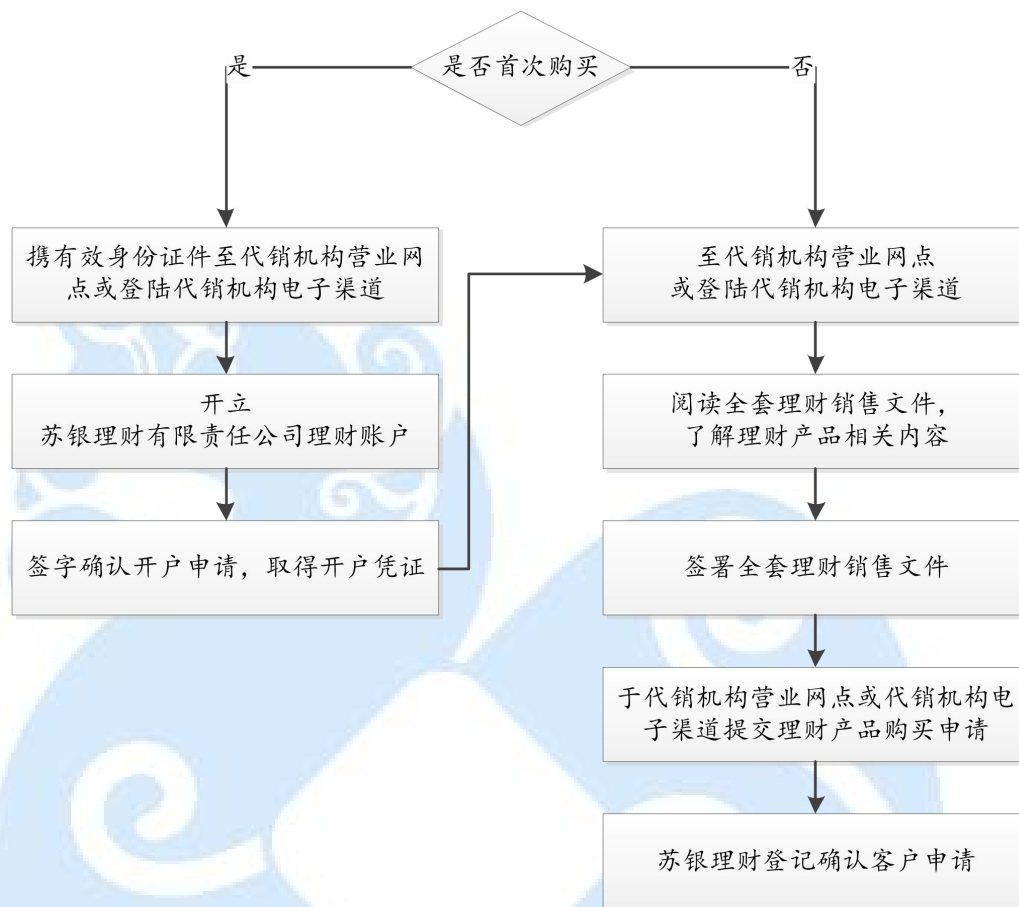 是否首次购买
是
否
携有效身份证件至代销机构营业网
点或登陆代销机构电子渠道
开立
苏银理财有限责任公司理财账户
签字确认开户申请，取得开户凭证
至代销机构营业网点
或登陆代销机构电子渠道
阅读全套理财销售文件，
了解理财产品相关内容
签署全套理财销售文件
于代销机构营业网点或代销机构电
子渠道提交理财产品购买申请
苏银理财登记确认客户申请